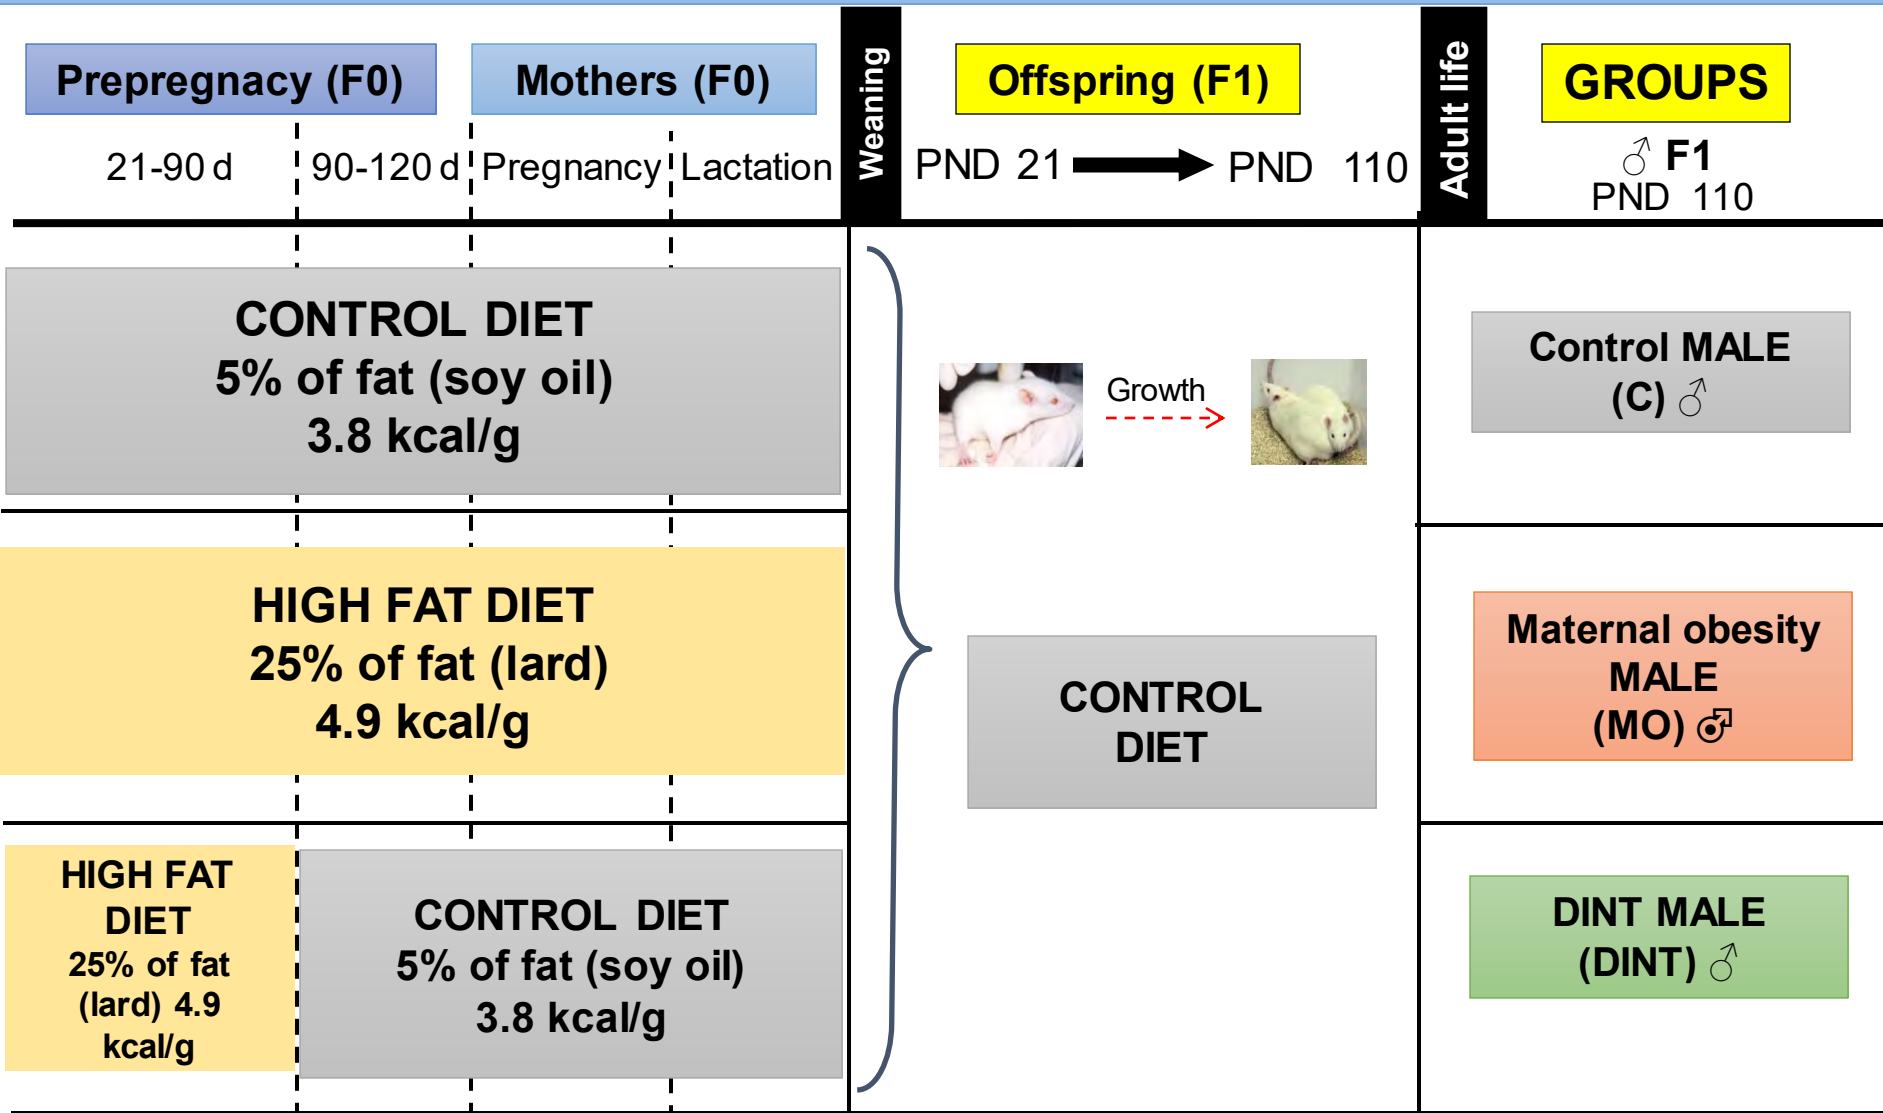 Prepregnacy (F0)
Mothers (F0)
Weaning
Offspring (F1)
Adult life
GROUPS
21-90 d
90-120 d
Pregnancy
Lactation
PND 21
PND 110
♂ F1
PND 110
CONTROL DIET
5% of fat (soy oil)
3.8 kcal/g
Growth
Control MALE
(C) ♂
HIGH FAT DIET
25% of fat (lard)
4.9 kcal/g
CONTROL
DIET
Maternal obesity
MALE
(MO) ♂
HIGH FAT
DIET
25% of fat
(lard) 4.9
kcal/g
CONTROL DIET
5% of fat (soy oil)
3.8 kcal/g
DINT MALE
(DINT) ♂